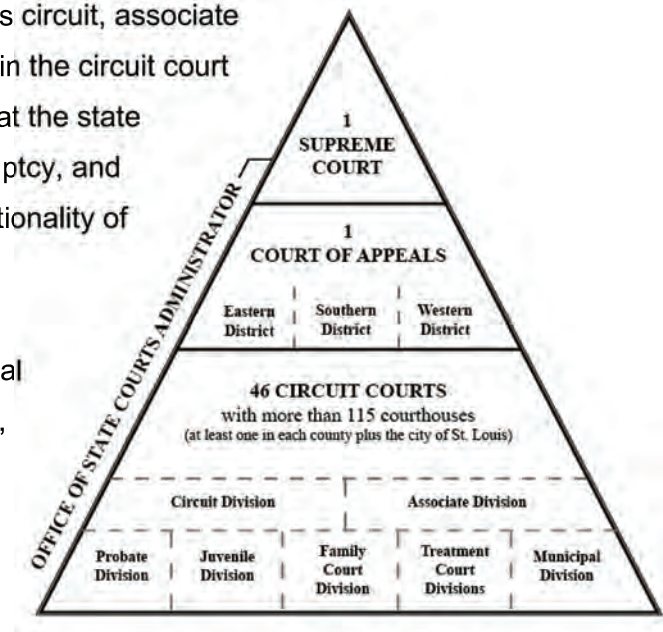 s circuit, associate
in the circuit court
at the state
ptcy, and
tionality of
al
,
OFFICE OF STATE COURTS ADMINISTRATOR
1
SUPREME
COURT
1
COURT OF APPEALS
Eastern
District
Southern
District
Western
District
46 CIRCUIT COURTS
with more than 115 courthouses
(at least one in each county plus the city of St. Louis)
Circuit Division
Associate Division
Probate
Division
Juvenile
Division
Family
Court
Division
Treatment
Court
Divisions
Municipal
Division